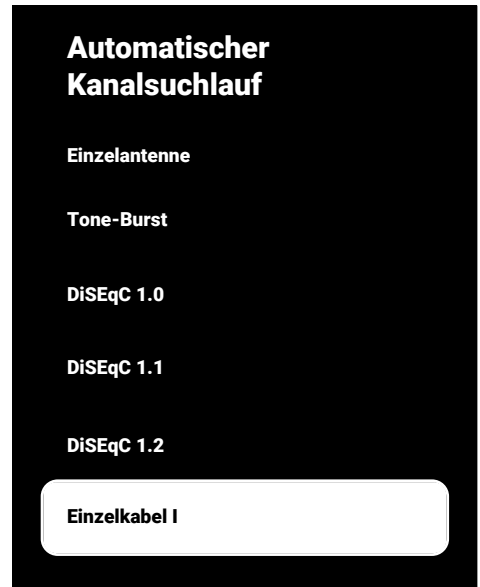 Automatischer
Kanalsuchlauf
Einzelantenne
Tone-Burst
DiSEqC 1.0
DiSEqC 1.1
DiSEqC 1.2
Einzelkabel I